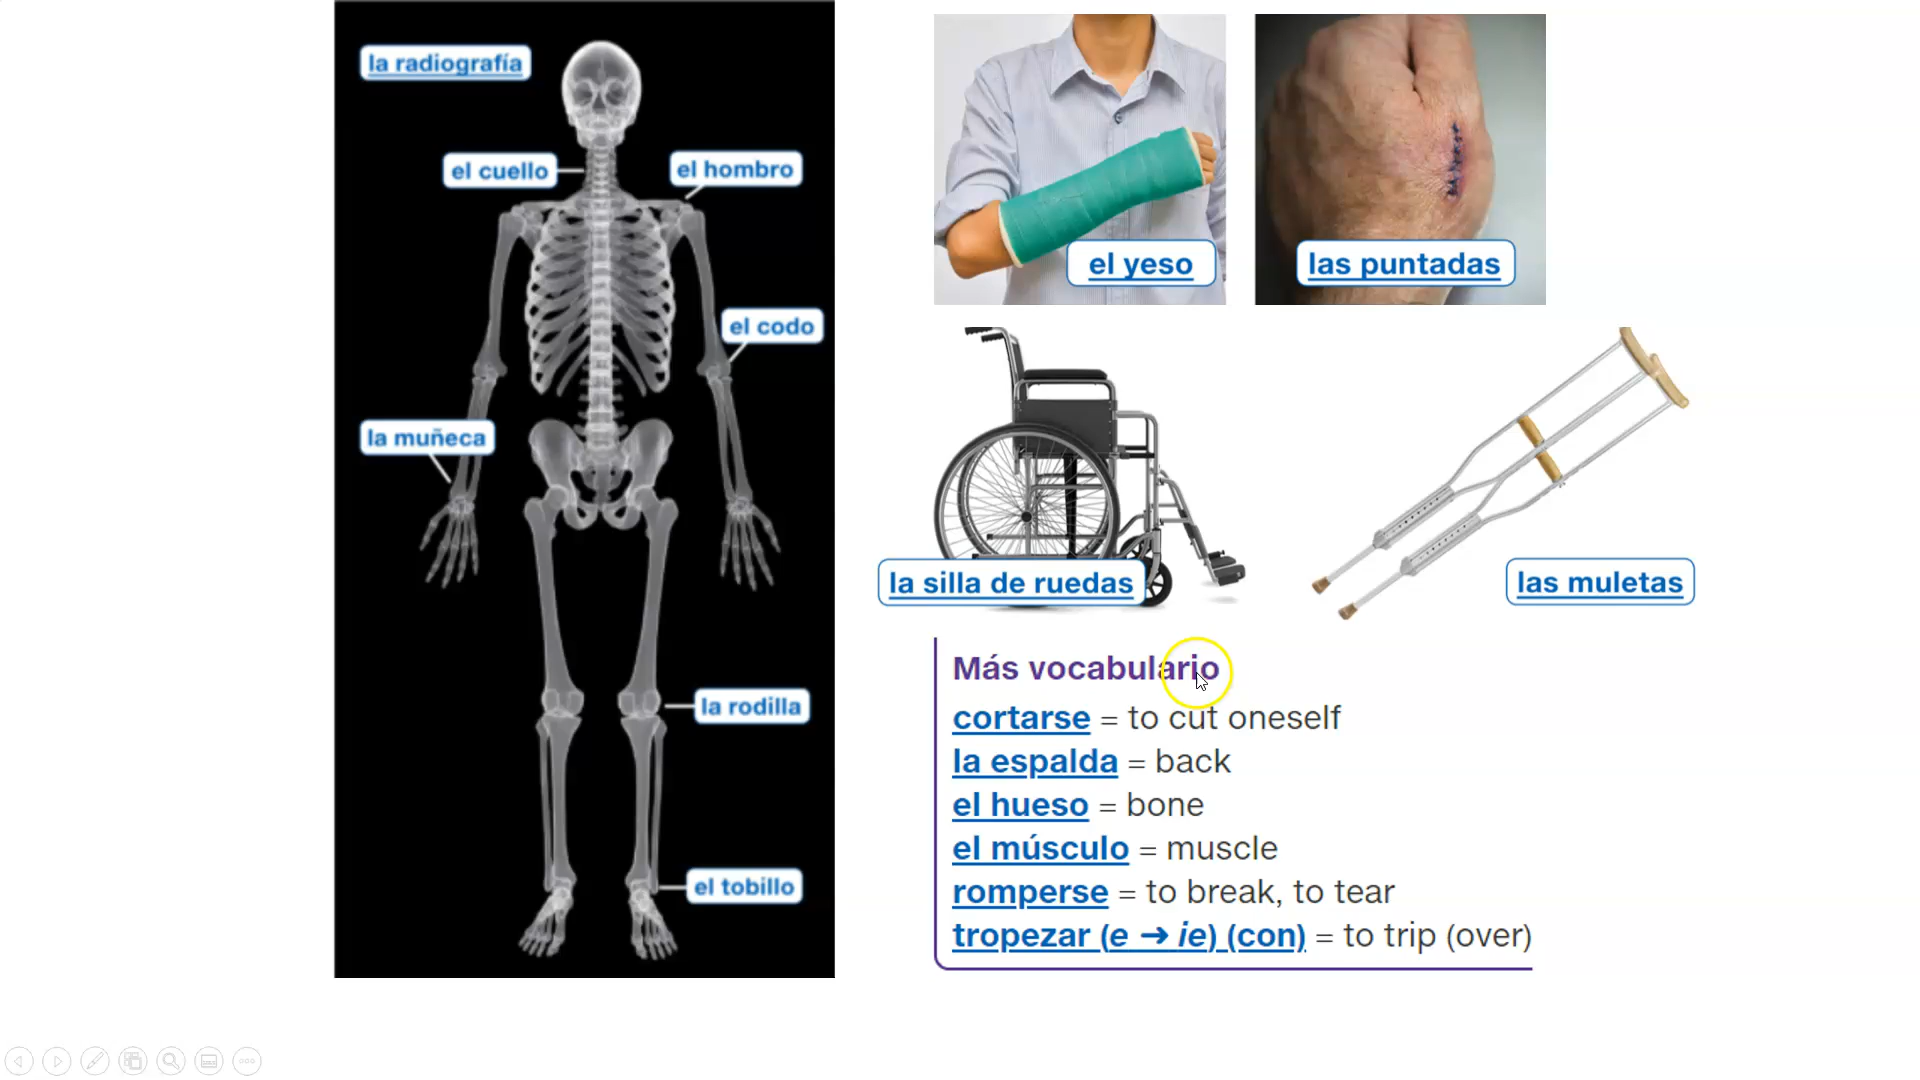 la radiografía
el cuello
el hombro
el codo
la muñeca
la rodilla
el tobillo
el yeso
las puntadas
la silla de ruedas
las muletas
Más vocabulario
cortarse = to cut oneself
la espalda = back
el hueso = bone
el músculo = muscle
romperse = to break, to tear
tropezar (e → ie) (con) = to trip (over)